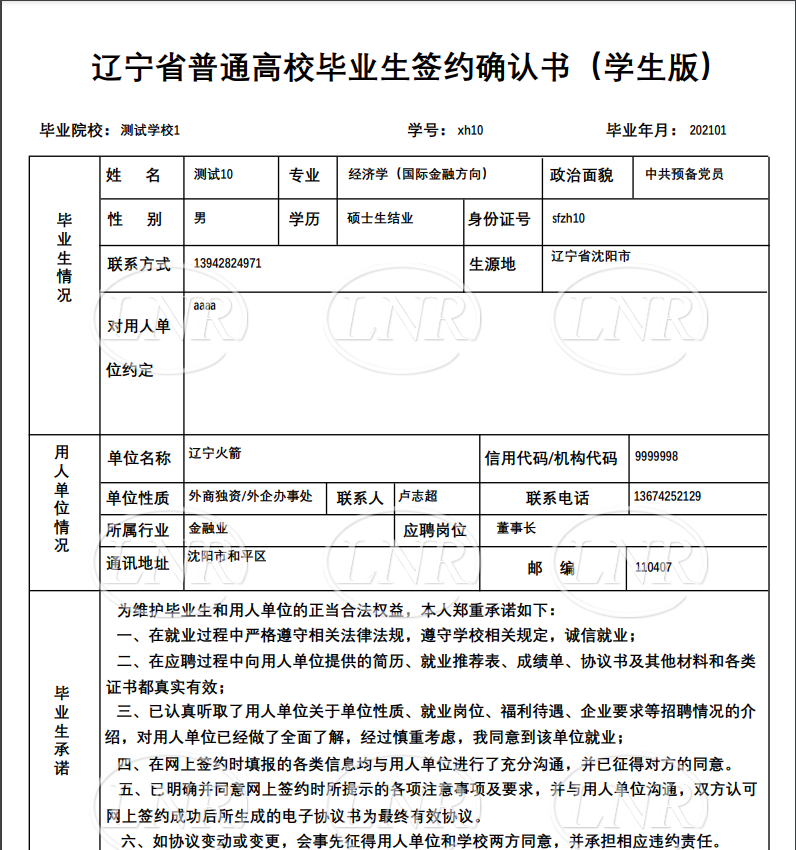 辽宁省普通高校毕业生签约确认书（学生版）
毕业院校：测试学校1 学号：xh10 毕业年月：202101
毕业生情况
姓 名 测试10 专业 经济学（国际金融方向） 政治面貌 中共预备党员
性 别 男 学历 硕士生结业 身份证号 sfzh10
联系方式 13942824971 生源地 辽宁省沈阳市
对用人单位约定 aaaa
LNR LNR LNR
用人单位情况
单位名称 辽宁火箭 信用代码/机构代码 9999998
单位性质 外商独资/外企办事处 联系人 卢志超 联系电话 13674252129
所属行业 金融业 应聘岗位 董事长
通讯地址 沈阳市和平区 邮 编 110407
LNR LNR LNR
毕业生承诺
为维护毕业生和用人单位的正当合法权益，本人郑重承诺如下：
一、在就业过程中严格遵守相关法律法规，遵守学校相关规定，诚信就业；
二、在应聘过程中向用人单位提供的简历、就业推荐表、成绩单、协议书及其他材料和各类
证书都真实有效；
三、已认真听取了用人单位关于单位性质、就业岗位、福利待遇、企业要求等招聘情况的介
绍，对用人单位已经做了全面了解，经过慎重考虑，我同意到该单位就业；
四、在网上签约时填报的各类信息均与用人单位进行了充分沟通，并已征得对方的同意。
五、已明确并同意网上签约时所提示的各项注意事项及要求，并与用人单位沟通，双方认可
网上签约成功后所生成的电子协议书为最终有效协议。
六、如协议变动或变更，会事先征得用人单位和学校两方同意，并承担相应违约责任。
LNR LNR LNR